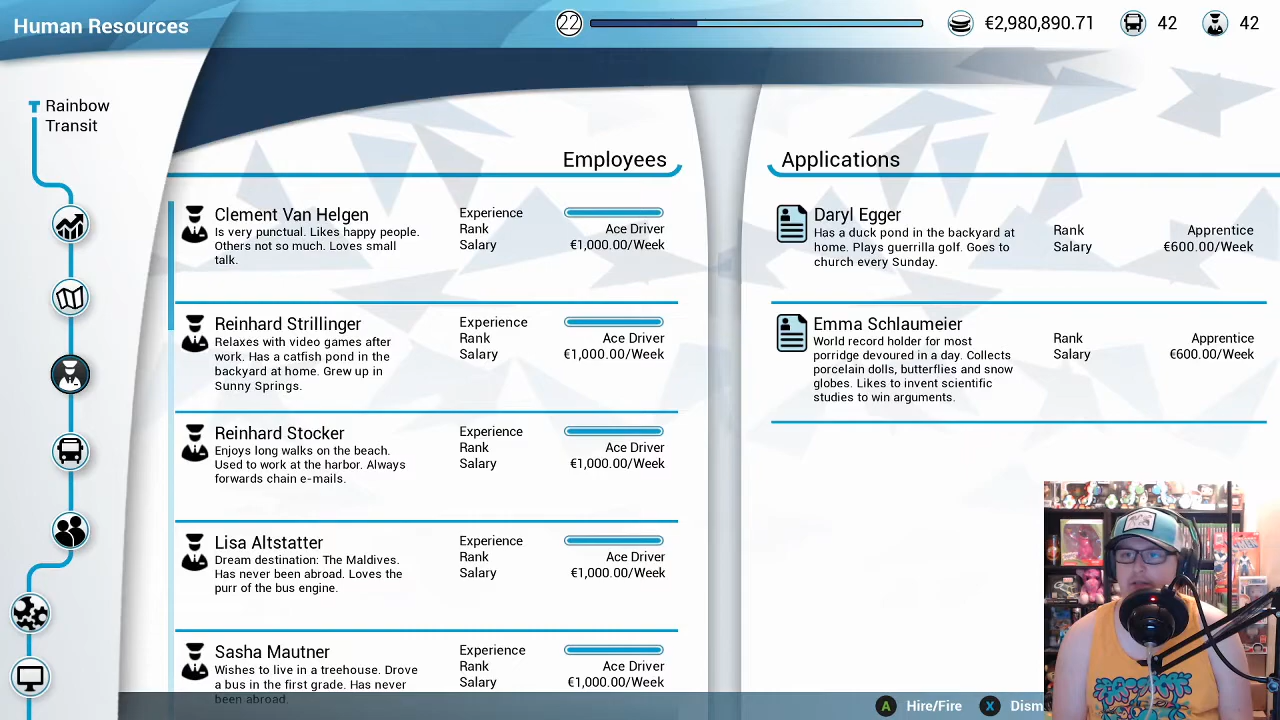 Human Resources
22
€2,980,890.71
42
42
Rainbow
Transit
Employees
Clement Van Helgen
Is very punctual. Likes happy people.
Others not so much. Loves small
talk.
Experience
Rank Ace Driver
Salary €1,000.00/Week
Reinhard Strillinger
Relaxes with video games after
work. Has a catfish pond in the
backyard at home. Grew up in
Sunny Springs.
Experience
Rank Ace Driver
Salary €1,000.00/Week
Reinhard Stocker
Enjoys long walks on the beach.
Used to work at the harbor. Always
forwards chain e-mails.
Experience
Rank Ace Driver
Salary €1,000.00/Week
Lisa Altstatter
Dream destination: The Maldives.
Has never been abroad. Loves the
purr of the bus engine.
Experience
Rank Ace Driver
Salary €1,000.00/Week
Sasha Mautner
Wishes to live in a treehouse. Drove
a bus in the first grade. Has never
been abroad.
Experience
Rank Ace Driver
Salary €1,000.00/Week
Applications
Daryl Egger
Has a duck pond in the backyard at
home. Plays guerrilla golf. Goes to
church every Sunday.
Rank Apprentice
Salary €600.00/Week
Emma Schlaumeier
World record holder for most
porridge devoured in a day. Collects
porcelain dolls, butterflies and snow
globes. Likes to invent scientific
studies to win arguments.
Rank Apprentice
Salary €600.00/Week
A Hire/Fire X Dism